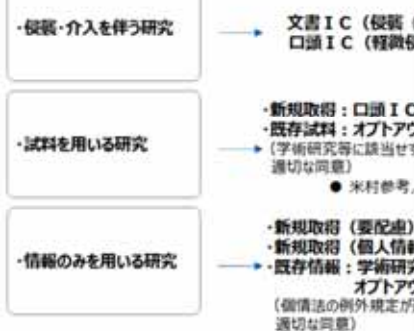 ・侵襲・介入を伴う研究
文書ＩＣ（侵襲
口頭ＩＣ（軽微侵
・試料を用いる研究
・新規取得：口頭ＩＣ
・既存試料：オプトアウ
（学術研究等に該当せず
適切な同意）
● 米村参考人
・情報のみを用いる研究
・新規取得（要配慮）
・新規取得（個人情報
・既存情報：学術研究
オプトアウ
（個情法の例外規定が
適切な同意）